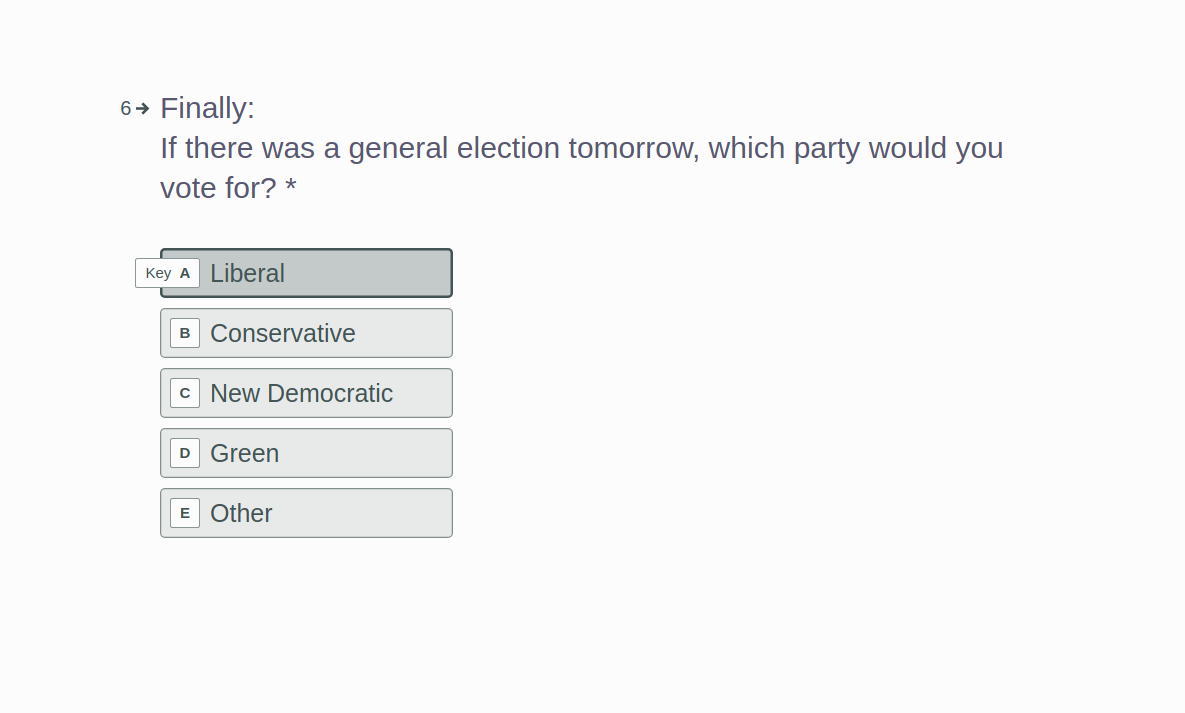 6 → Finally:
If there was a general election tomorrow, which party would you
vote for? *
Key A Liberal
B Conservative
C New Democratic
D Green
E Other